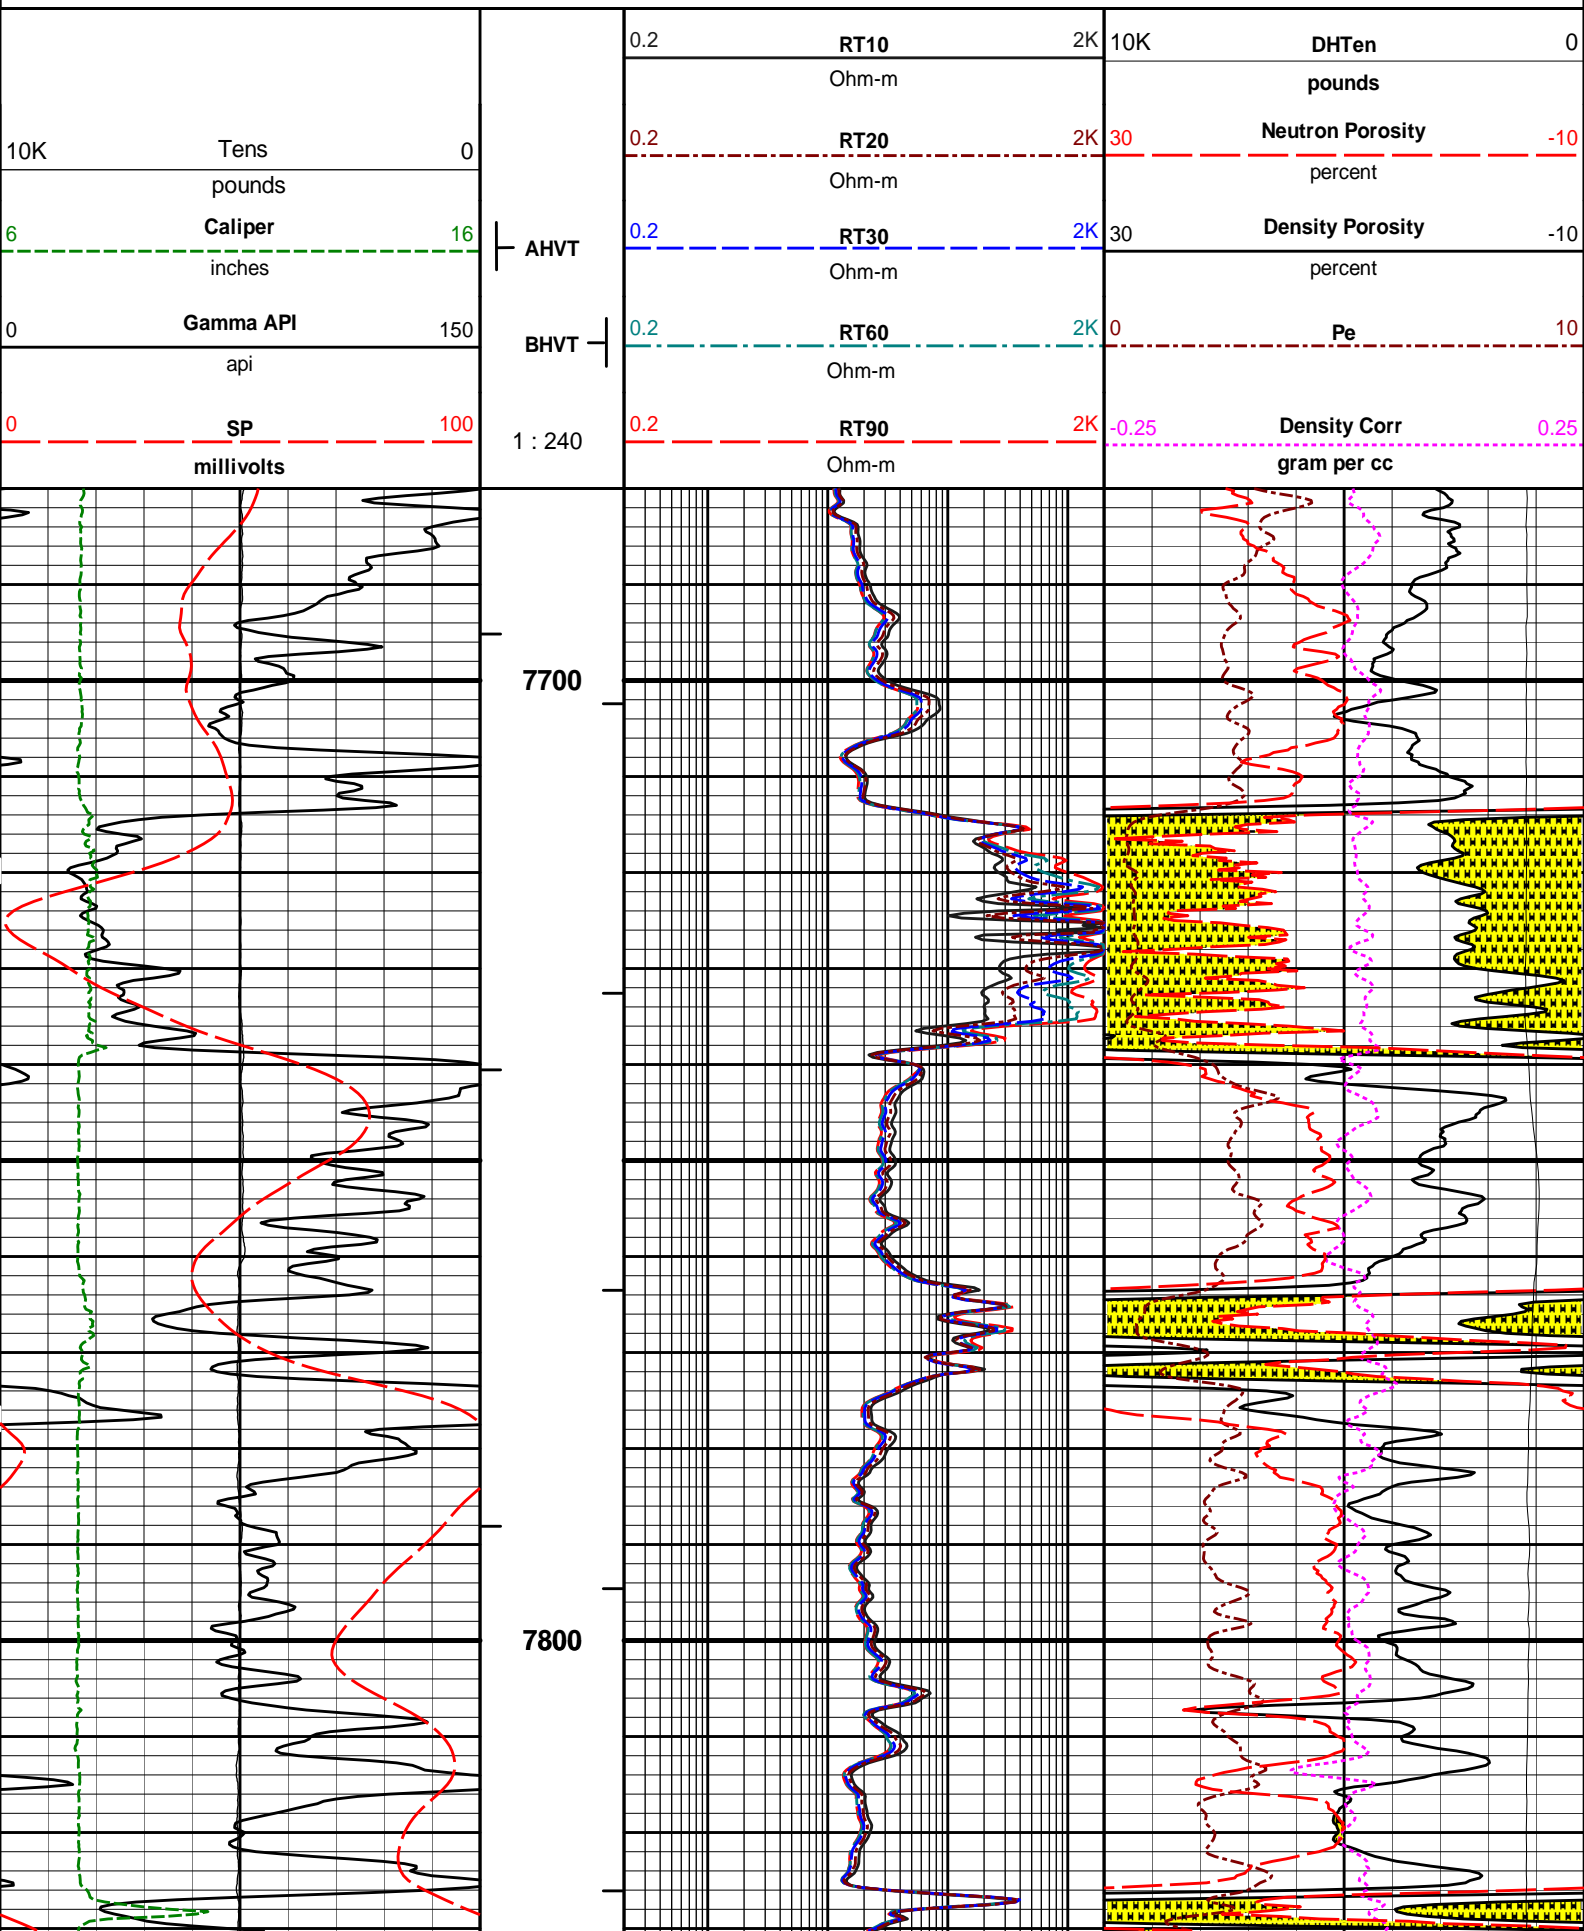 10K Tens 0
pounds
6 Caliper 16
inches
0 Gamma API 150
api
0 SP 100
millivolts
AHVT
BHVT
1 : 240
0.2 RT10 2K
Ohm-m
0.2 RT20 2K
Ohm-m
0.2 RT30 2K
Ohm-m
0.2 RT60 2K
Ohm-m
0.2 RT90 2K
Ohm-m
10K DHTen 0
pounds
30 Neutron Porosity -10
percent
30 Density Porosity -10
percent
0 Pe 10
-0.25 Density Corr 0.25
gram per cc
7700
7800